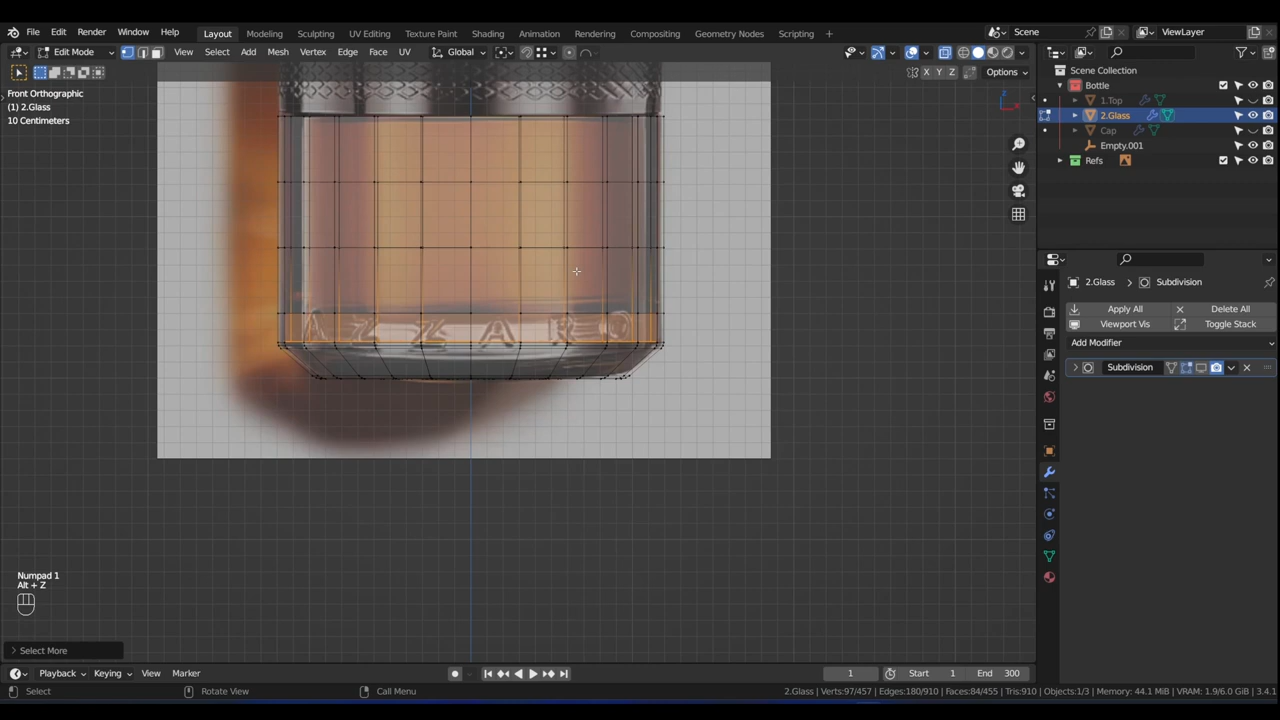 File Edit Render Window Help Layout Modeling Sculpting UV Editing Texture Paint Shading Animation Rendering Compositing Geometry Nodes Scripting + Scene ViewLayer
Edit Mode View Select Add Mesh Vertex Edge Face UV Global
X Y Z Options
Front Orthographic
(1) 2.Glass
10 Centimeters
Scene Collection
Bottle
1.Top
2.Glass
Cap
Empty.001
Refs
2.Glass Subdivision
Apply All Delete All
Viewport Vis Toggle Stack
Add Modifier
Subdivision
AZZARO
Numpad 1
Alt + Z
Select More
Playback Keying View Marker 1 Start 1 End 300
Select Rotate View Call Menu 2.Glass | Verts:97/457 | Edges:180/910 | Faces:84/455 | Tris:910 | Objects:1/3 | Memory: 44.1 MiB | VRAM: 1.9/6.0 GiB | 3.4.1